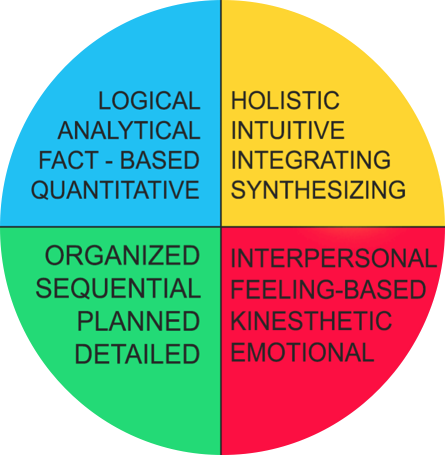 LOGICAL
ANALYTICAL
FACT - BASED
QUANTITATIVE
HOLISTIC
INTUITIVE
INTEGRATING
SYNTHESIZING
ORGANIZED
SEQUENTIAL
PLANNED
DETAILED
INTERPERSONAL
FEELING-BASED
KINESTHETIC
EMOTIONAL